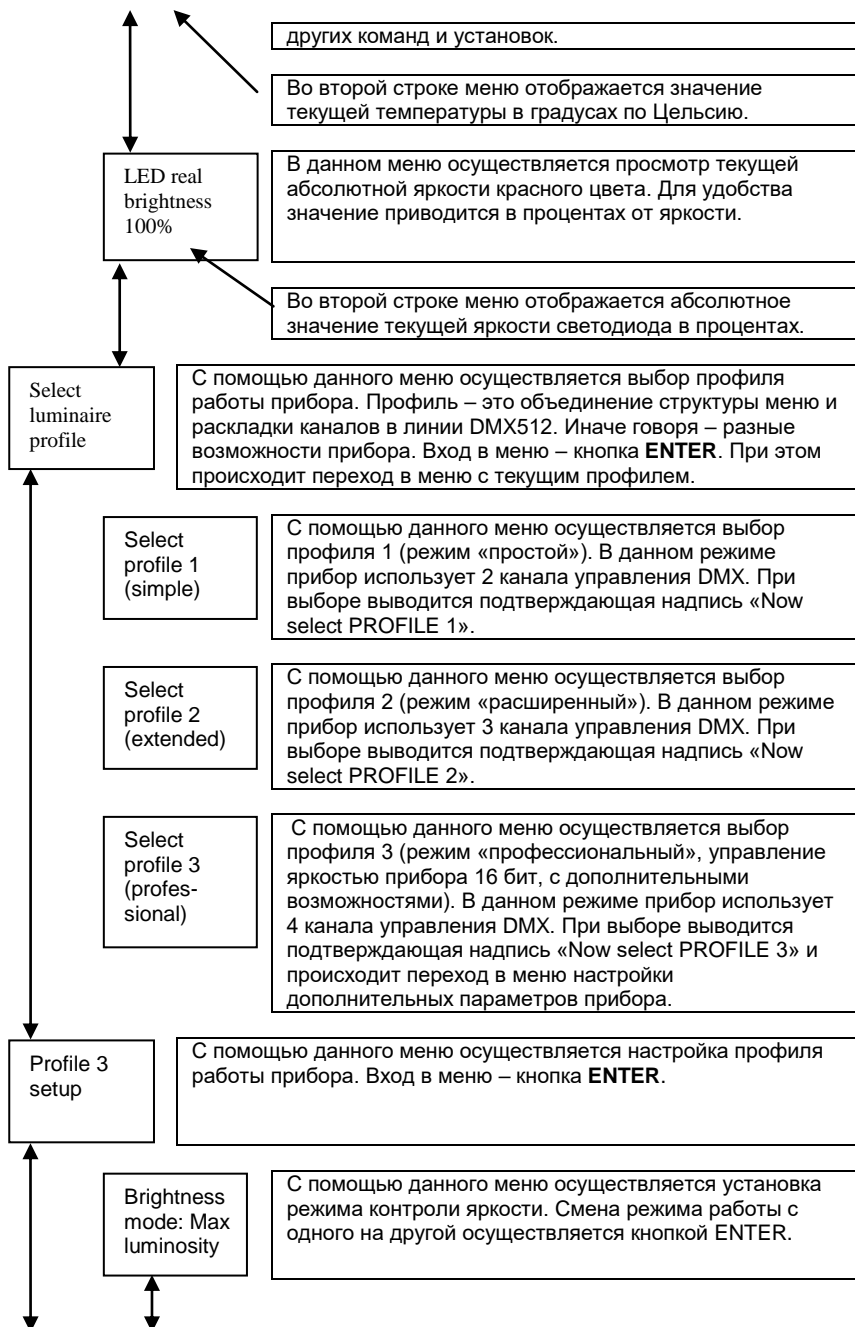 других команд и установок.
Во второй строке меню отображается значение
текущей температуры в градусах по Цельсию.
LED real
brightness
100%
В данном меню осуществляется просмотр текущей
абсолютной яркости красного цвета. Для удобства
значение приводится в процентах от яркости.
Во второй строке меню отображается абсолютное
значение текущей яркости светодиода в процентах.
Select
luminaire
profile
С помощью данного меню осуществляется выбор профиля
работы прибора. Профиль – это объединение структуры меню и
раскладки каналов в линии DMX512. Иначе говоря – разные
возможности прибора. Вход в меню – кнопка ENTER. При этом
происходит переход в меню с текущим профилем.
Select
profile 1
(simple)
С помощью данного меню осуществляется выбор
профиля 1 (режим «простой»). В данном режиме
прибор использует 2 канала управления DMX. При
выборе выводится подтверждающая надпись «Now
select PROFILE 1».
Select
profile 2
(extended)
С помощью данного меню осуществляется выбор
профиля 2 (режим «расширенный»). В данном режиме
прибор использует 3 канала управления DMX. При
выборе выводится подтверждающая надпись «Now
select PROFILE 2».
Select
profile 3
(profes-
sional)
С помощью данного меню осуществляется выбор
профиля 3 (режим «профессиональный», управление
яркостью прибора 16 бит, с дополнительными
возможностями). В данном режиме прибор использует
4 канала управления DMX. При выборе выводится
подтверждающая надпись «Now select PROFILE 3» и
происходит переход в меню настройки
дополнительных параметров прибора.
Profile 3
setup
С помощью данного меню осуществляется настройка профиля
работы прибора. Вход в меню – кнопка ENTER.
Brightness
mode: Max
luminosity
С помощью данного меню осуществляется установка
режима контроли яркости. Смена режима работы с
одного на другой осуществляется кнопкой ENTER.